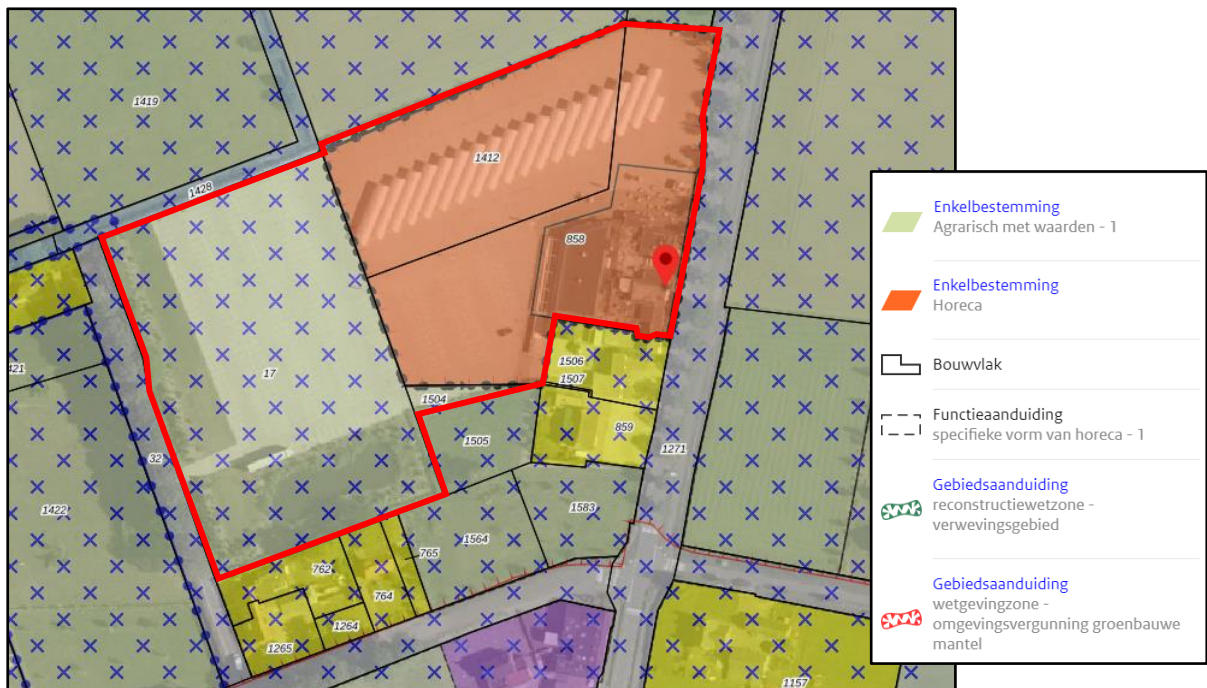 1419
1428
1412
858
421
17
1504
1506
1507
1505
859
1271
32
1422
1583
1564
765
762
764
1264
1265
1157
Enkelbestemming
Agrarisch met waarden - 1
Enkelbestemming
Horeca
Bouwvlak
Functieaanduiding
specifieke vorm van horeca - 1
Gebiedsaanduiding
reconstructiewetzone -
verwevingsgebied
Gebiedsaanduiding
wetgevingzone -
omgevingsvergunning groenbauwe
mantel